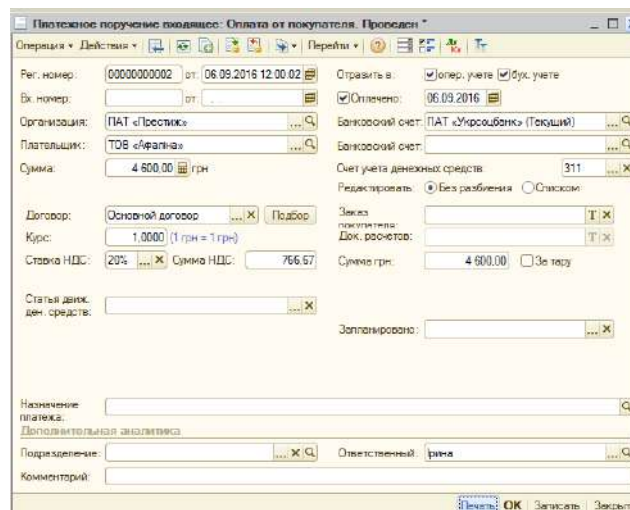 Платежное поручение входящее: Оплата от покупателя. Проведен *
Операция Действия Перейти
Рег. номер: 00000000002 от: 06.09.2016 12:00:02 Отразить в: опер. учете бух. учете
Вх. номер: от: . . Оплачено: 06.09.2016
Организация: ПАТ «Престиж» ... Банковский счет: ПАТ «Укрсоцбанк» (Текущий) ...
Плательщик: ТОВ «Афаліна» ... Банковский счет: ...
Сумма: 4 600,00 грн Счет учета денежных средств: 311 ... X
Редактировать: Без разбиения Списком
Договор: Основной договор ... X Подбор Заказ покупателя: T X
Курс: 1,0000 (1 грн = 1 грн) Док. расчетов: T X
Ставка НДС: 20% ... X Сумма НДС: 766,67 Сумма грн: 4 600,00 За тару
Статья движ. ден. средств: ... X
Запланировано: ... X
Назначение платежа:
Дополнительная аналитика
Подразделение: ... X Ответственный: Ірина ...
Комментарий:
Печать OK Записать Закрыть